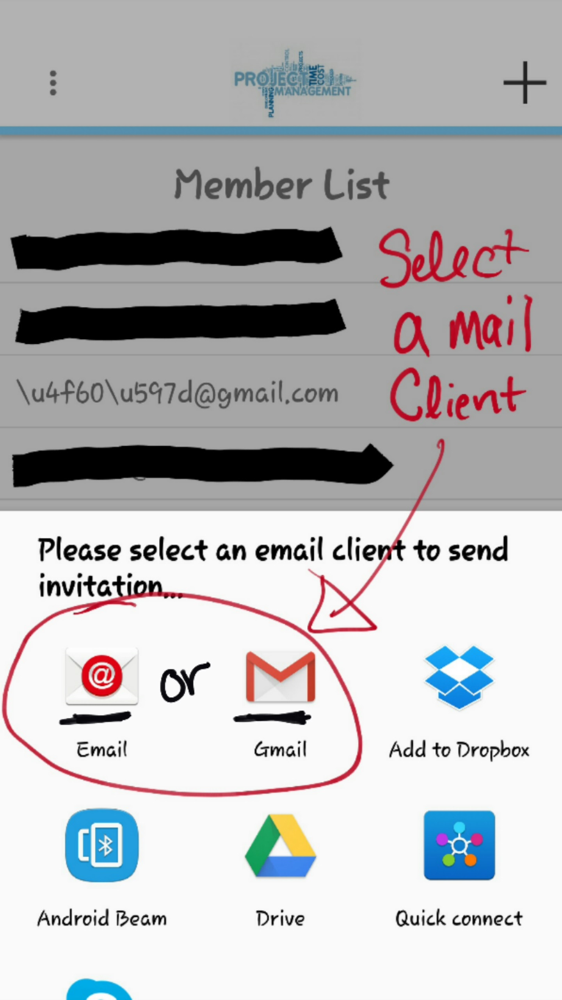 CONTROL
PROJECTS
PROJECT
TIME
COST
MANAGEMENT
PLANNING
Member List
Select
a mail
\u4f60\u597d@gmail.com
Client
Please select an email client to send
invitation...
or
Email
Gmail
Add to Dropbox
Android Beam
Drive
Quick connect